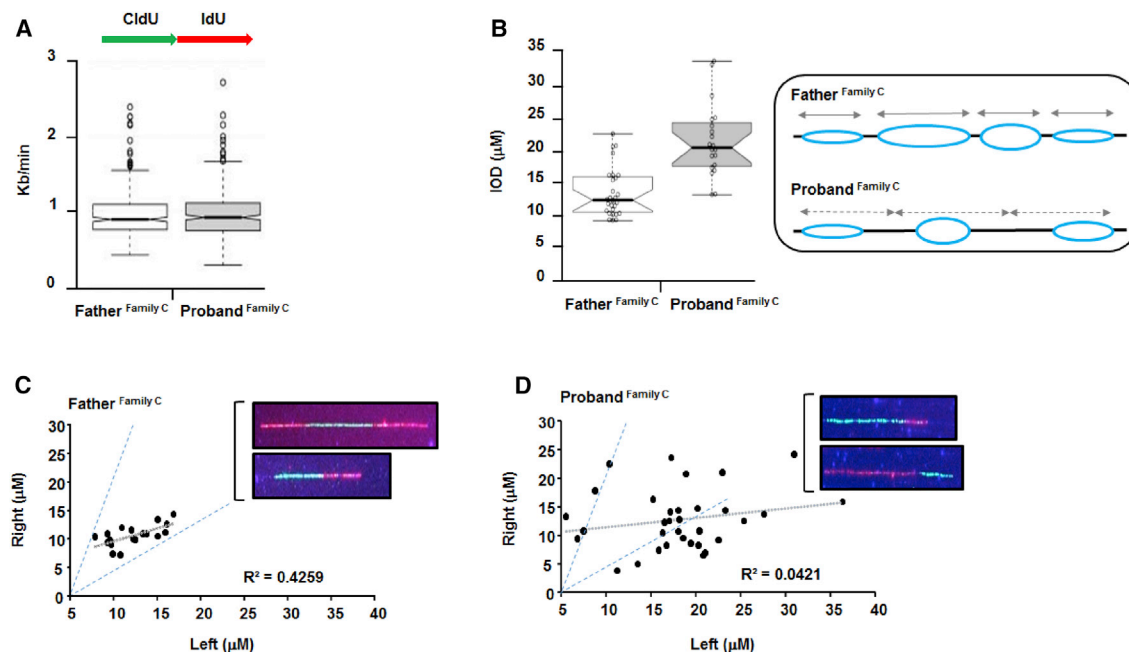 A
CldU IdU
3
2
1
0
Kb/min
Father Family C Proband Family C
B
35
30
25
20
15
10
5
0
IOD (µM)
Father Family C Proband Family C
Father Family C
Proband Family C
C
Father Family C
30
25
20
15
10
5
0
Right (µM)
R² = 0.4259
5 10 15 20 25 30 35 40
Left (µM)
D
Proband Family C
30
25
20
15
10
5
0
Right (µM)
R² = 0.0421
5 10 15 20 25 30 35 40
Left (µM)